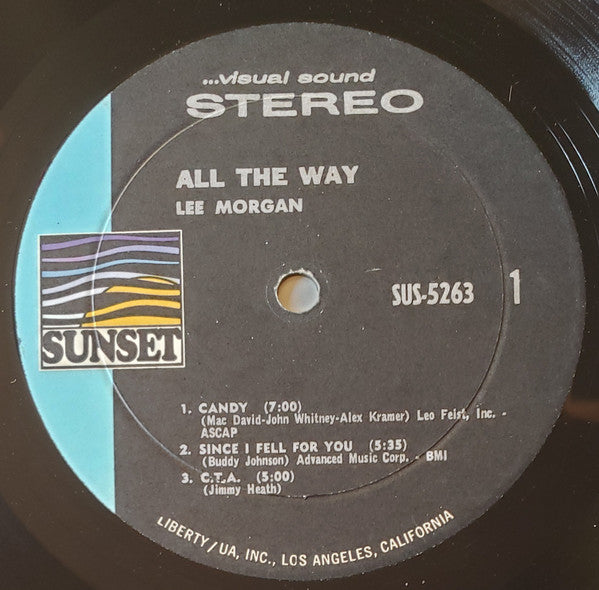 ...visual sound
STEREO
ALL THE WAY
LEE MORGAN
SUNSET
SUS-5263
1
1. CANDY (7:00)
(Mac David-John Whitney-Alex Kramer) Leo Feist, Inc. -
ASCAP
2. SINCE I FELL FOR YOU (5:35)
(Buddy Johnson) Advanced Music Corp. - BMI
3. C.T.A. (5:00)
(Jimmy Heath)
LIBERTY/UA, INC., LOS ANGELES, CALIFORNIA